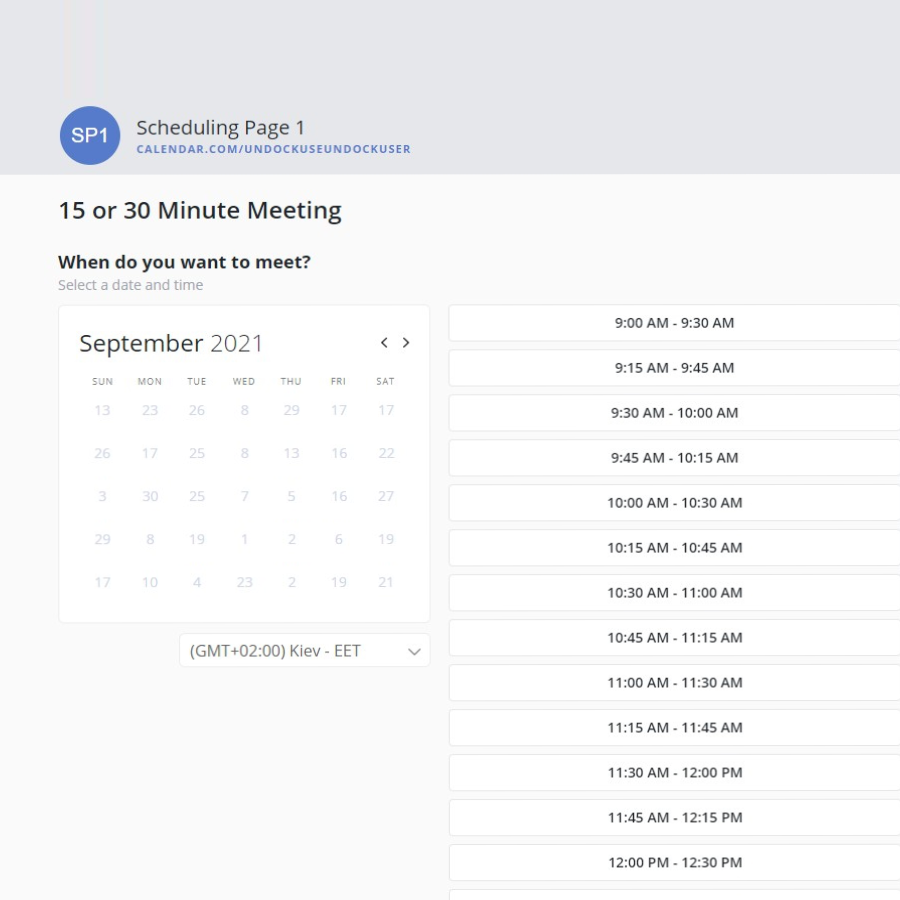 SP1
Scheduling Page 1
CALENDAR.COM/UNDOCKUSEUNDOCKUSER
15 or 30 Minute Meeting
When do you want to meet?
Select a date and time
September 2021
SUN MON TUE WED THU FRI SAT
13 23 26 8 29 17 17
26 17 25 8 13 16 22
3 30 25 7 5 16 27
29 8 19 1 2 6 19
17 10 4 23 2 19 21
(GMT+02:00) Kiev - EET
9:00 AM - 9:30 AM
9:15 AM - 9:45 AM
9:30 AM - 10:00 AM
9:45 AM - 10:15 AM
10:00 AM - 10:30 AM
10:15 AM - 10:45 AM
10:30 AM - 11:00 AM
10:45 AM - 11:15 AM
11:00 AM - 11:30 AM
11:15 AM - 11:45 AM
11:30 AM - 12:00 PM
11:45 AM - 12:15 PM
12:00 PM - 12:30 PM